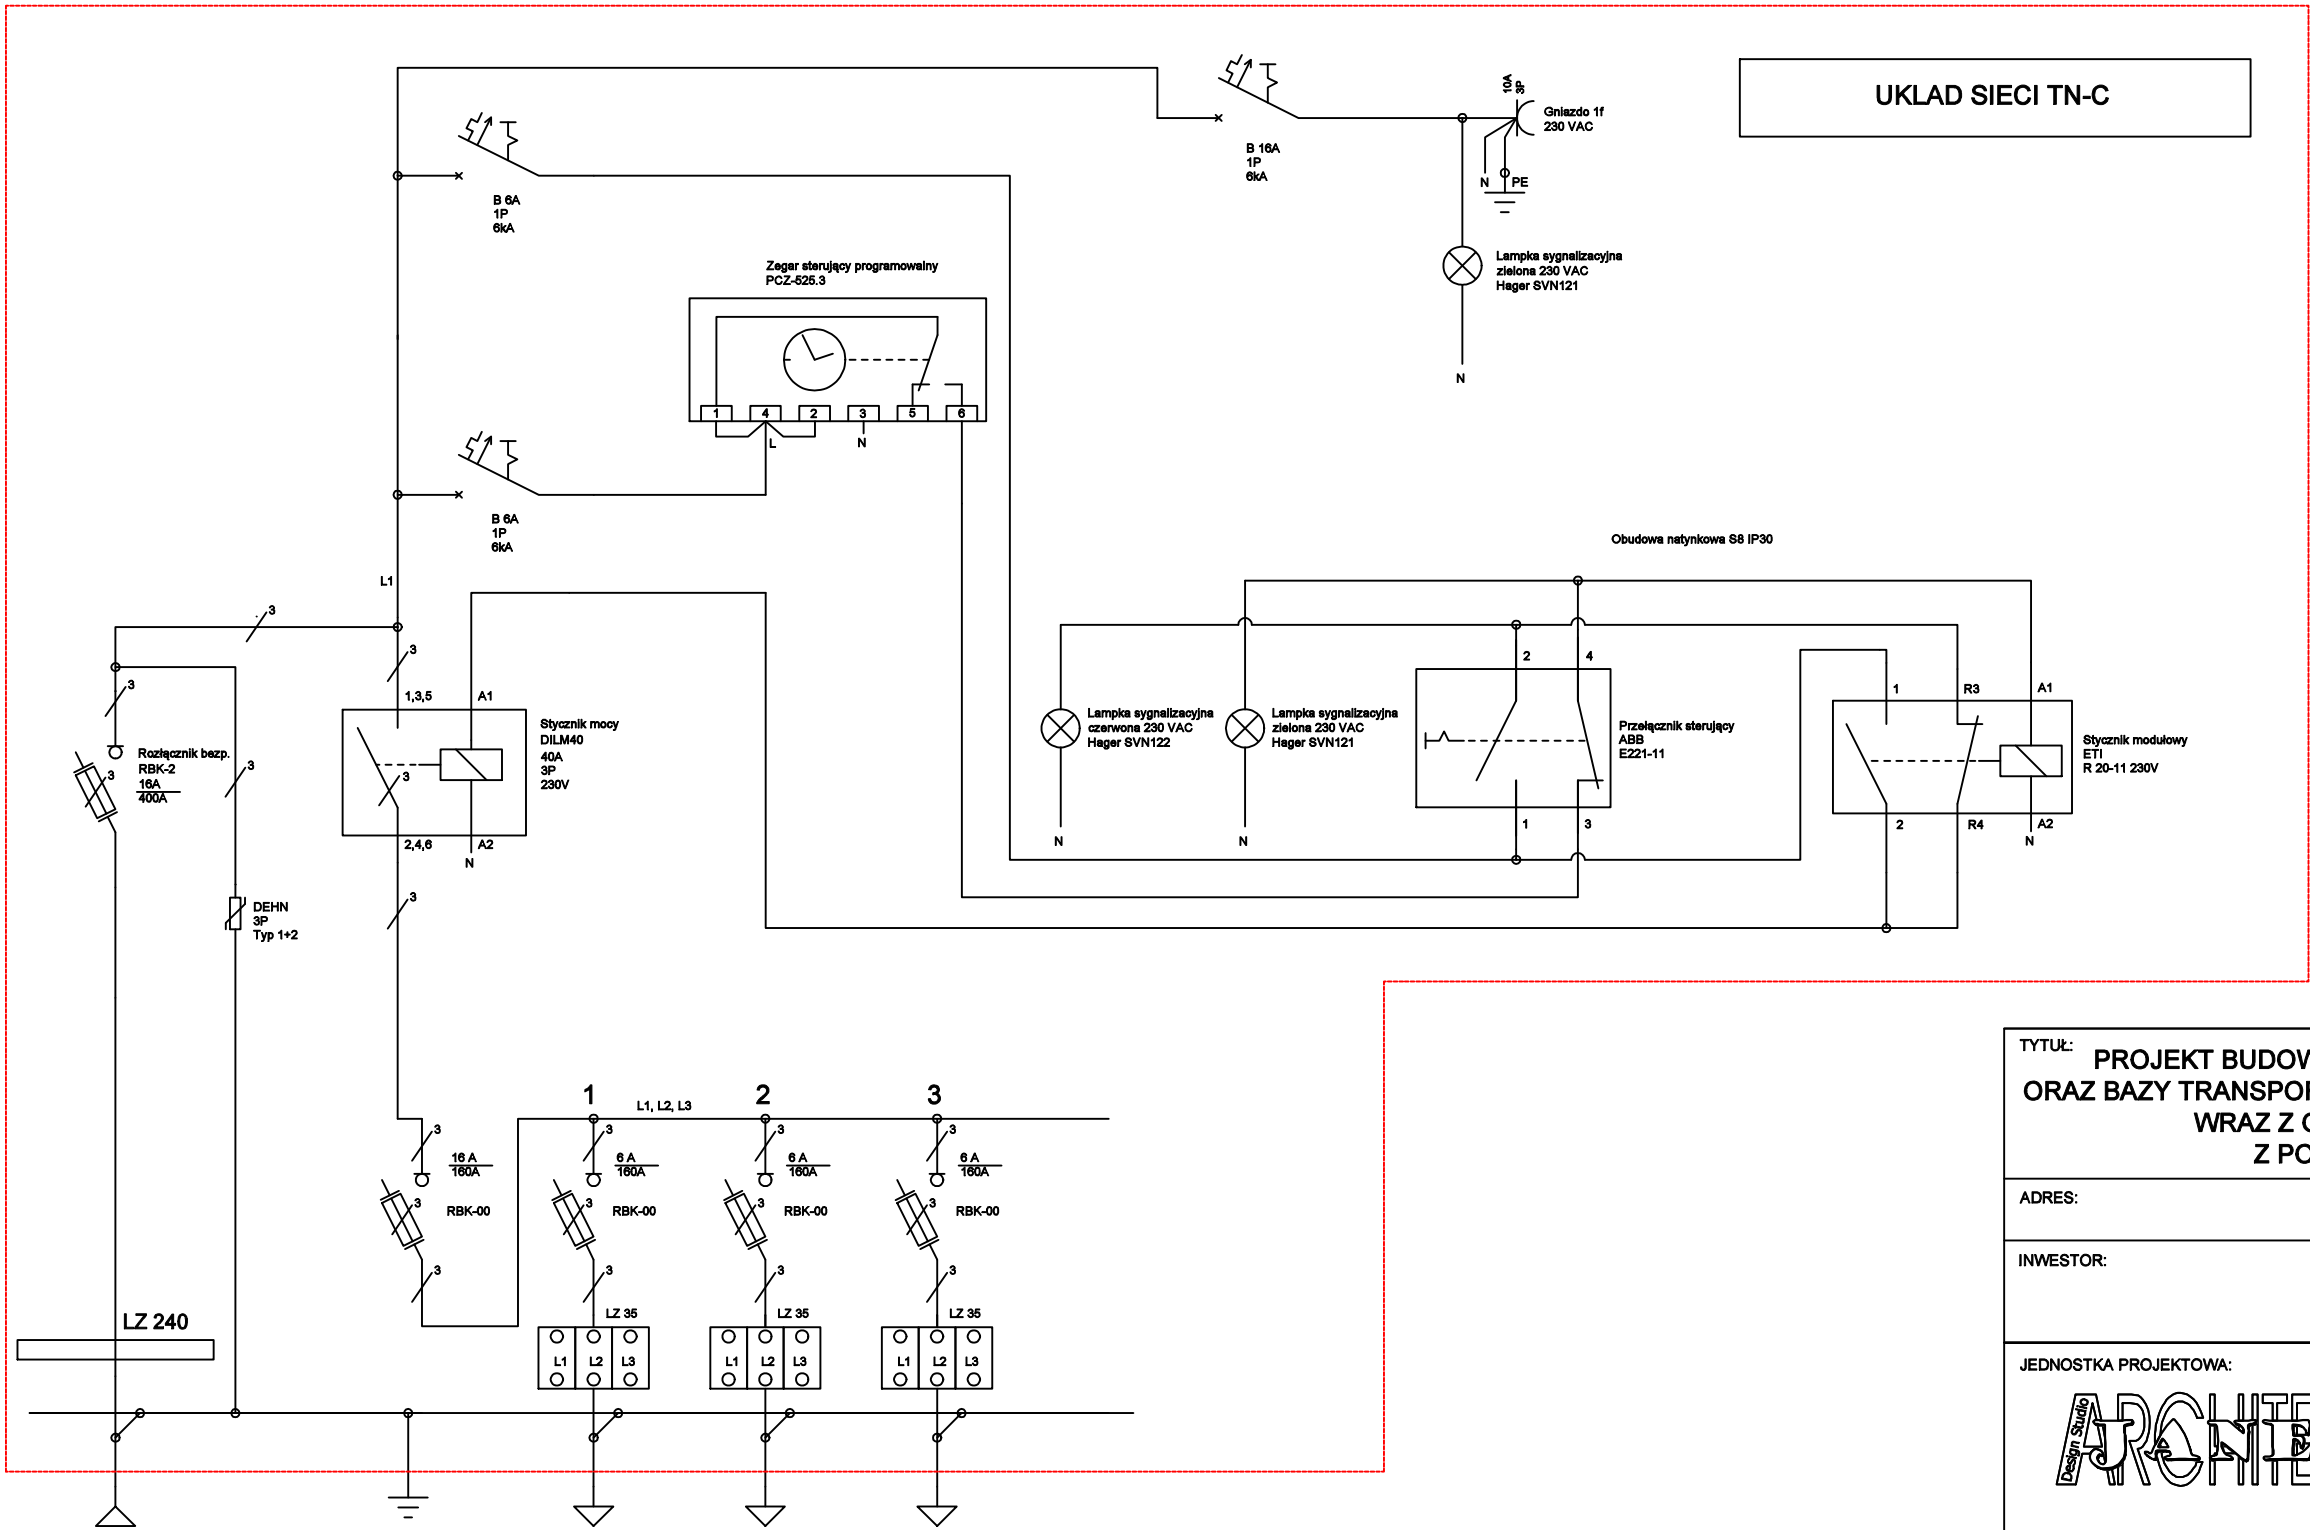 UKLAD SIECI TN-C
10A
3P
Gniazdo 1f
230 VAC
B 16A
1P
6kA
N
PE
B 6A
1P
6kA
Lampka sygnalizacyjna
zielona 230 VAC
Hager SVN121
N
Zegar sterujący programowalny
PCZ-525.3
1
4
2
3
5
6
L
N
B 6A
1P
6kA
Obudowa natynkowa S8 IP30
L1
3
3
3
1,3,5
A1
Stycznik mocy
DILM40
40A
3P
230V
3
2,4,6
A2
N
3
Rozłącznik bezp.
RBK-2
16A
400A
3
3
DEHN
3P
Typ 1+2
Lampka sygnalizacyjna
czerwona 230 VAC
Hager SVN122
N
Lampka sygnalizacyjna
zielona 230 VAC
Hager SVN121
N
2
4
Przełącznik sterujący
ABB
E221-11
1
3
1
R3
A1
Stycznik modułowy
ETI
R 20-11 230V
2
R4
A2
N
1
L1, L2, L3
2
3
3
16 A
160A
3
RBK-00
3
3
6 A
160A
3
RBK-00
3
3
6 A
160A
3
RBK-00
3
3
6 A
160A
3
RBK-00
3
LZ 240
LZ 35
L1
L2
L3
LZ 35
L1
L2
L3
LZ 35
L1
L2
L3
TYTUŁ:
PROJEKT BUDOW
ORAZ BAZY TRANSPO
WRAZ Z
Z PO
ADRES:
INWESTOR:
JEDNOSTKA PROJEKTOWA:
Design Studio